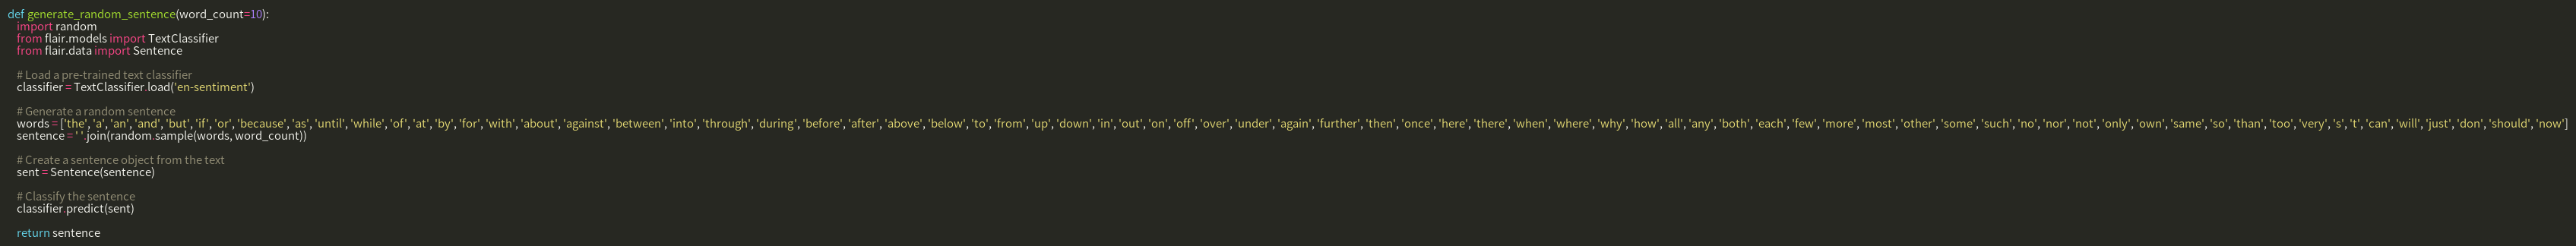 def generate_random_sentence(word_count=10):
import random
from flair.models import TextClassifier
from flair.data import Sentence
# Load a pre-trained text classifier
classifier = TextClassifier.load('en-sentiment')
# Generate a random sentence
words = ['the', 'a', 'an', 'and', 'but', 'if', 'or', 'because', 'as', 'until', 'while', 'of', 'at', 'by', 'for', 'with', 'about', 'against', 'between', 'into', 'through', 'during', 'before', 'after', 'above', 'below', 'to', 'from', 'up', 'down', 'in', 'out', 'on', 'off', 'over', 'under', 'again', 'further', 'then', 'once', 'here', 'there', 'when', 'where', 'why', 'how', 'all', 'any', 'both', 'each', 'few', 'more', 'most', 'other', 'some', 'such', 'no', 'nor', 'not', 'only', 'own', 'same', 'so', 'than', 'too', 'very', 's', 't', 'can', 'will', 'just', 'don', 'should', 'now']
sentence = ' '.join(random.sample(words, word_count))
# Create a sentence object from the text
sent = Sentence(sentence)
# Classify the sentence
classifier.predict(sent)
return sentence